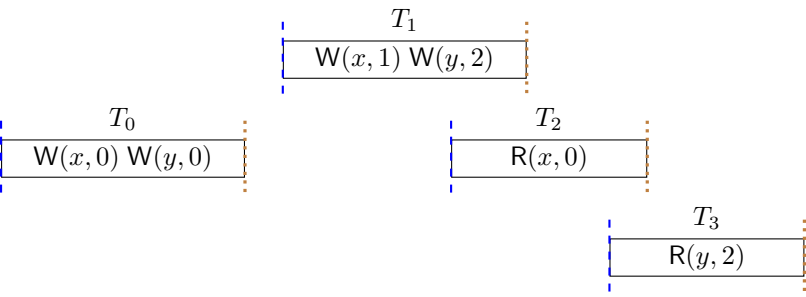 T₁
W(x, 1) W(y, 2)
T₀
W(x, 0) W(y, 0)
T₂
R(x, 0)
T₃
R(y, 2)